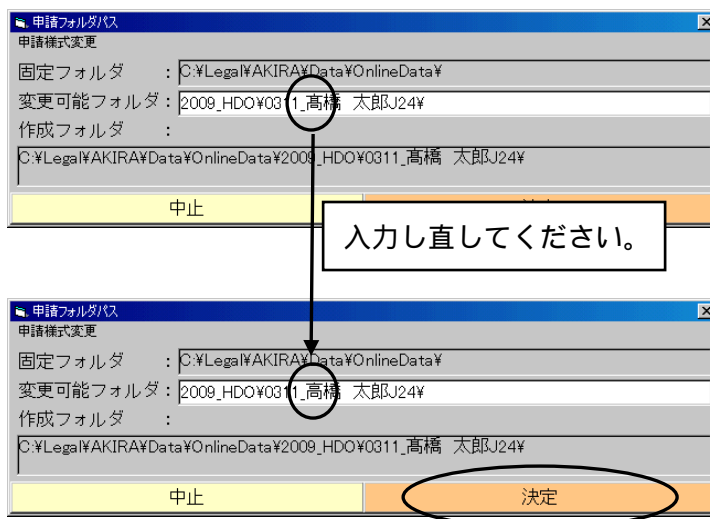 申請フォルダパス
申請様式変更
固定フォルダ : C:¥Legal¥AKIRA¥Data¥OnlineData¥
変更可能フォルダ : 2009_HDO¥0311_髙橋 太郎J24¥
作成フォルダ :
C:¥Legal¥AKIRA¥Data¥OnlineData¥2009_HDO¥0311_髙橋 太郎J24¥
中止
入力し直してください。
申請フォルダパス
申請様式変更
固定フォルダ : C:¥Legal¥AKIRA¥Data¥OnlineData¥
変更可能フォルダ : 2009_HDO¥0311_高橋 太郎J24¥
作成フォルダ :
C:¥Legal¥AKIRA¥Data¥OnlineData¥2009_HDO¥0311_髙橋 太郎J24¥
中止 決定